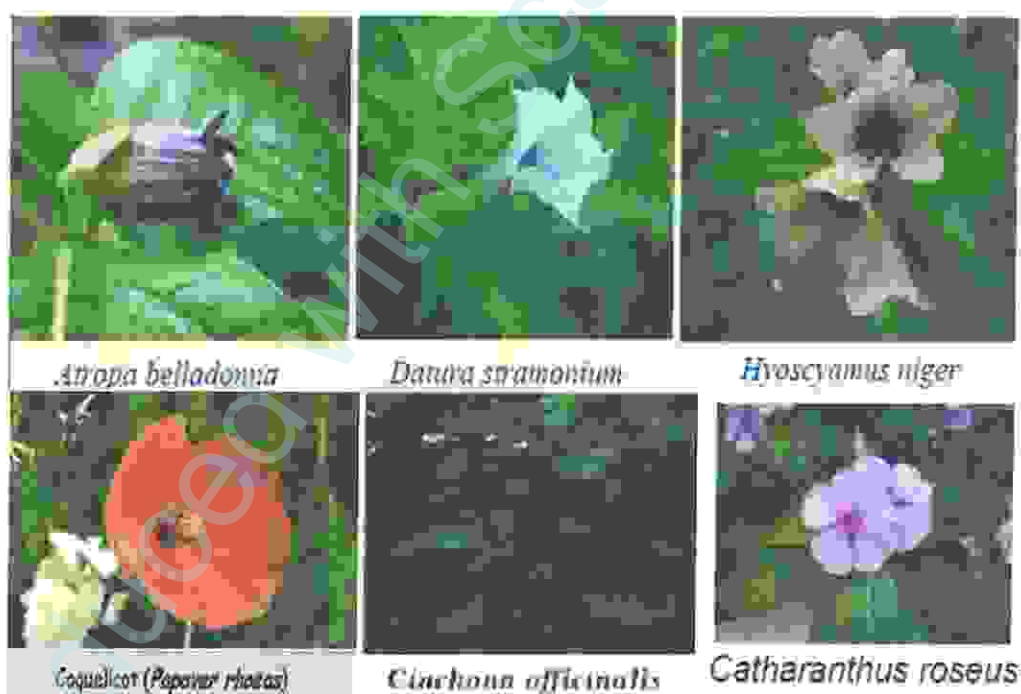 Atropa belladonna
Datura stramonium
Hyoscyamus niger
Coquelicot (Papaver rhoeas)
Cinchona officinalis
Catharanthus roseus